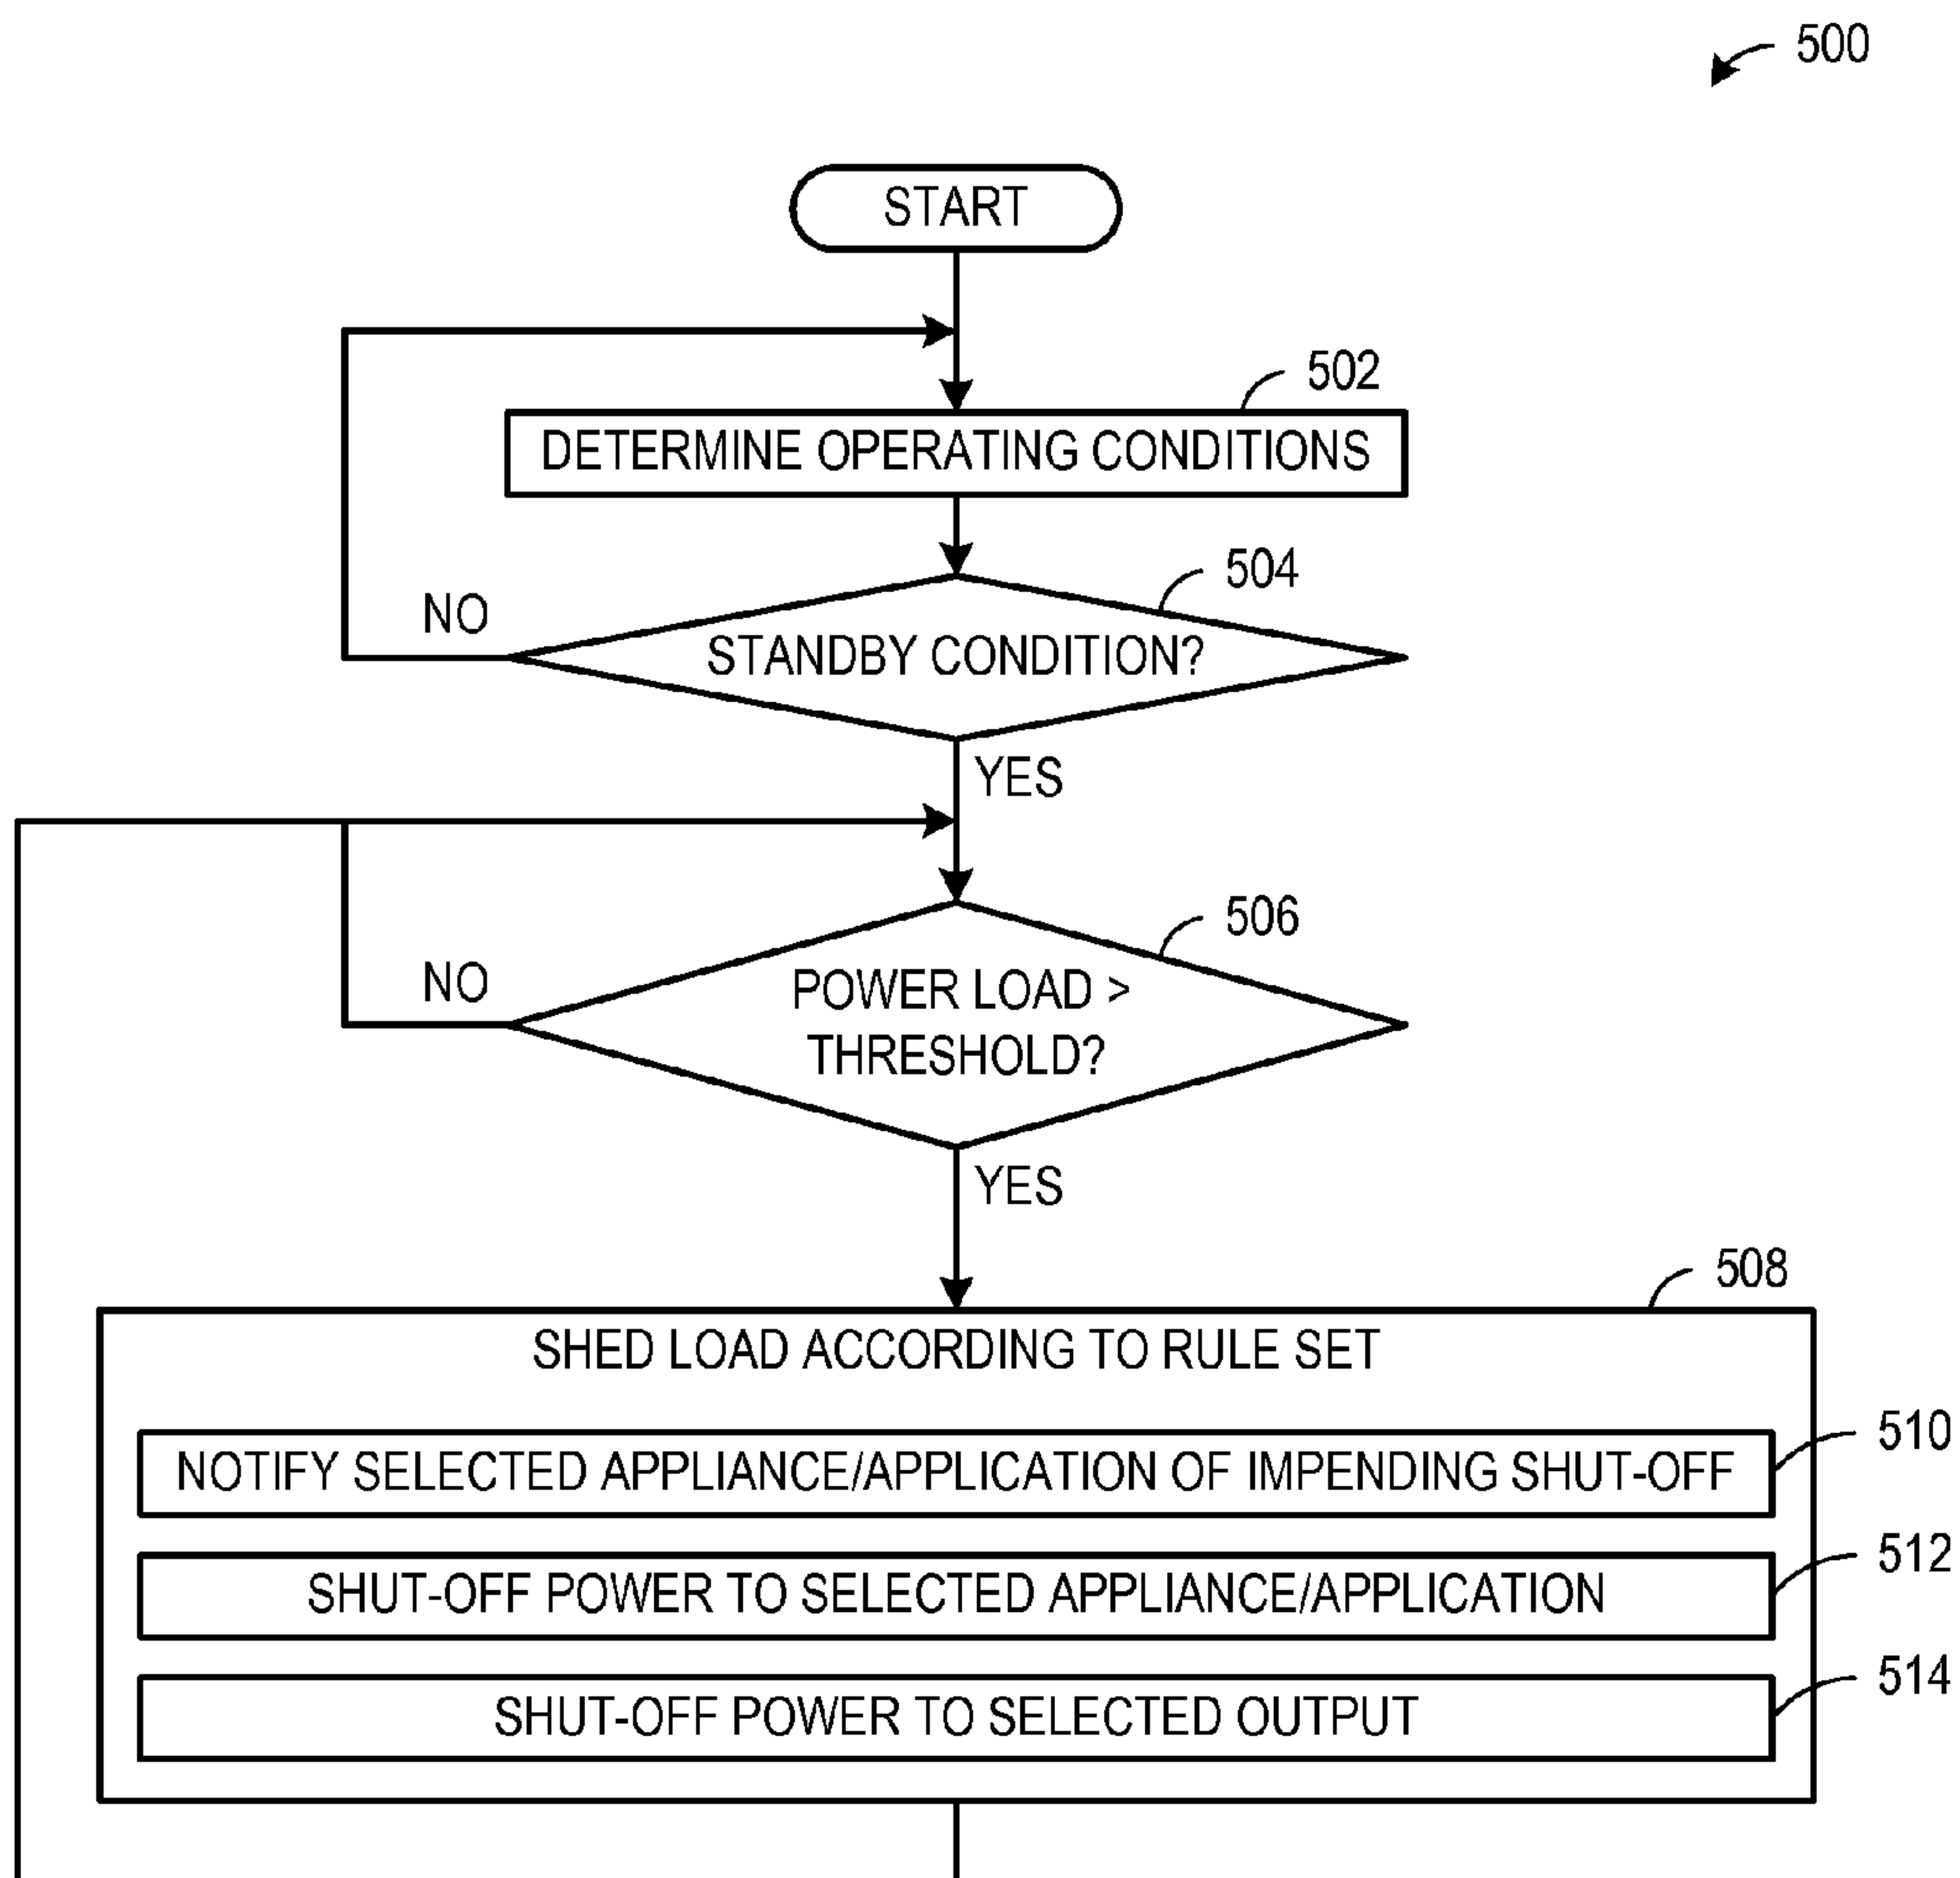 500
START
502
DETERMINE OPERATING CONDITIONS
504
NO
STANDBY CONDITION?
YES
506
NO
POWER LOAD >
THRESHOLD?
YES
508
SHED LOAD ACCORDING TO RULE SET
510
NOTIFY SELECTED APPLIANCE/APPLICATION OF IMPENDING SHUT-OFF
512
SHUT-OFF POWER TO SELECTED APPLIANCE/APPLICATION
514
SHUT-OFF POWER TO SELECTED OUTPUT